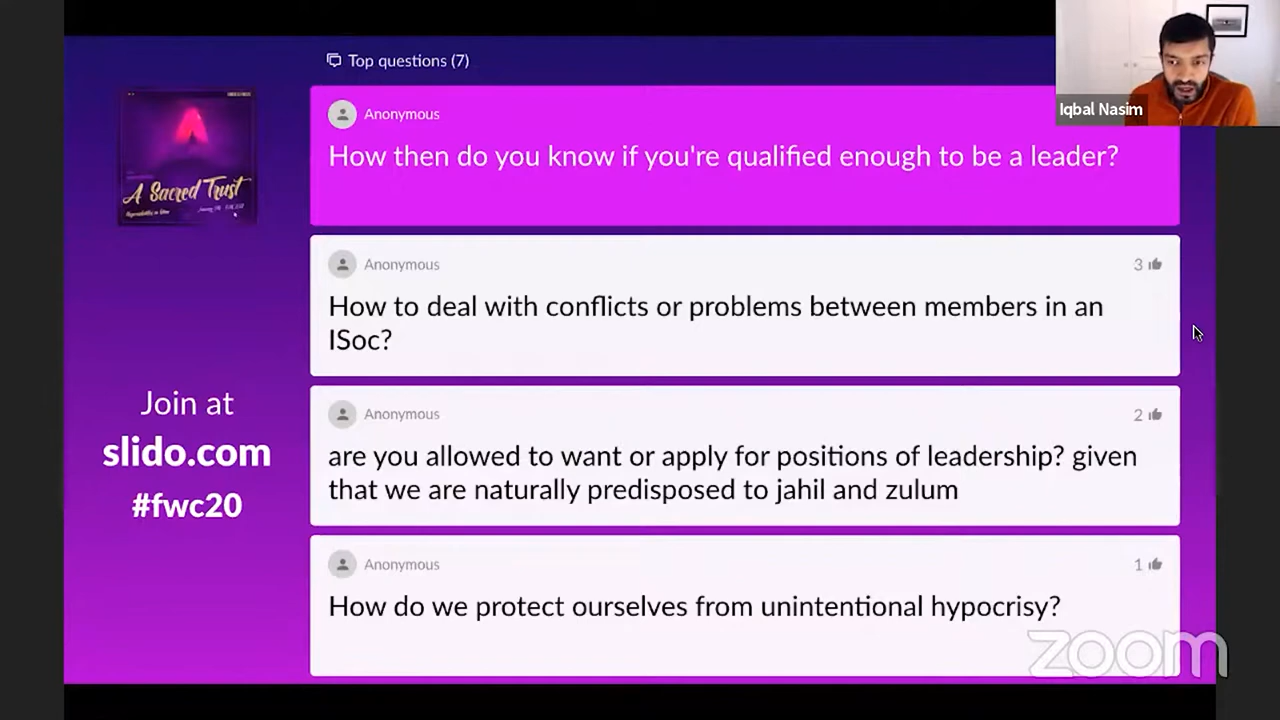 Top questions (7)
Anonymous
How then do you know if you're qualified enough to be a leader?
Iqbal Nasim
A Sacred Trust
Anonymous
3
How to deal with conflicts or problems between members in an
ISoc?
Join at
slido.com
#fwc20
Anonymous
2
are you allowed to want or apply for positions of leadership? given
that we are naturally predisposed to jahil and zulum
Anonymous
1
How do we protect ourselves from unintentional hypocrisy?
zoom